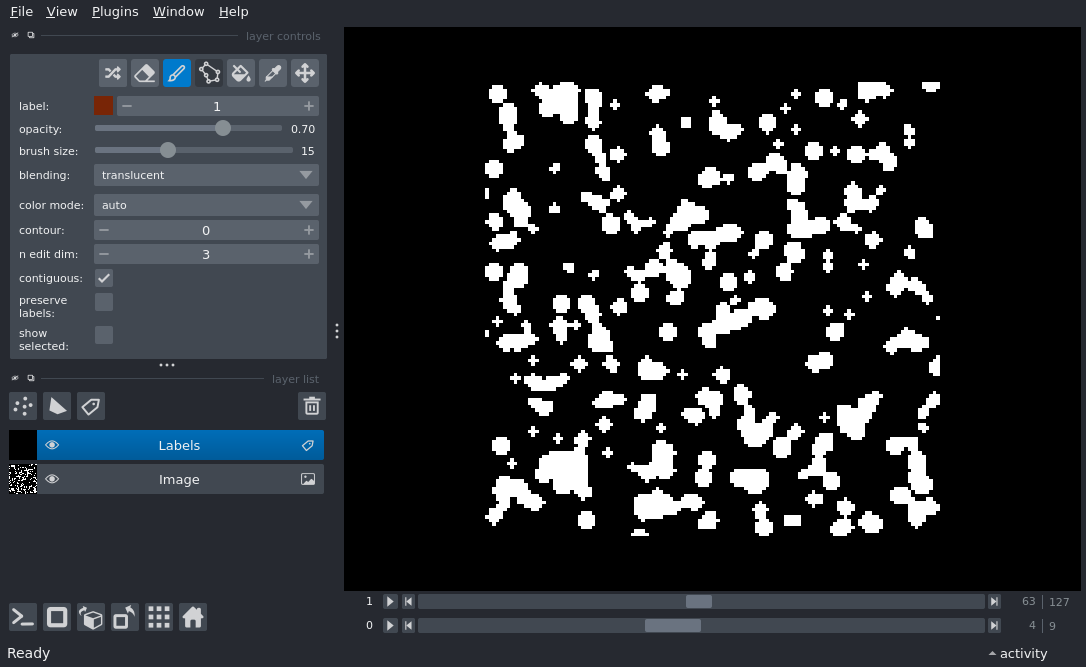 File View Plugins Window Help
layer controls
label: 1
opacity: 0.70
brush size: 15
blending: translucent
color mode: auto
contour: 0
n edit dim: 3
contiguous:
preserve
labels:
show
selected:
layer list
Labels
Image
1 63 127
0 4 9
Ready activity